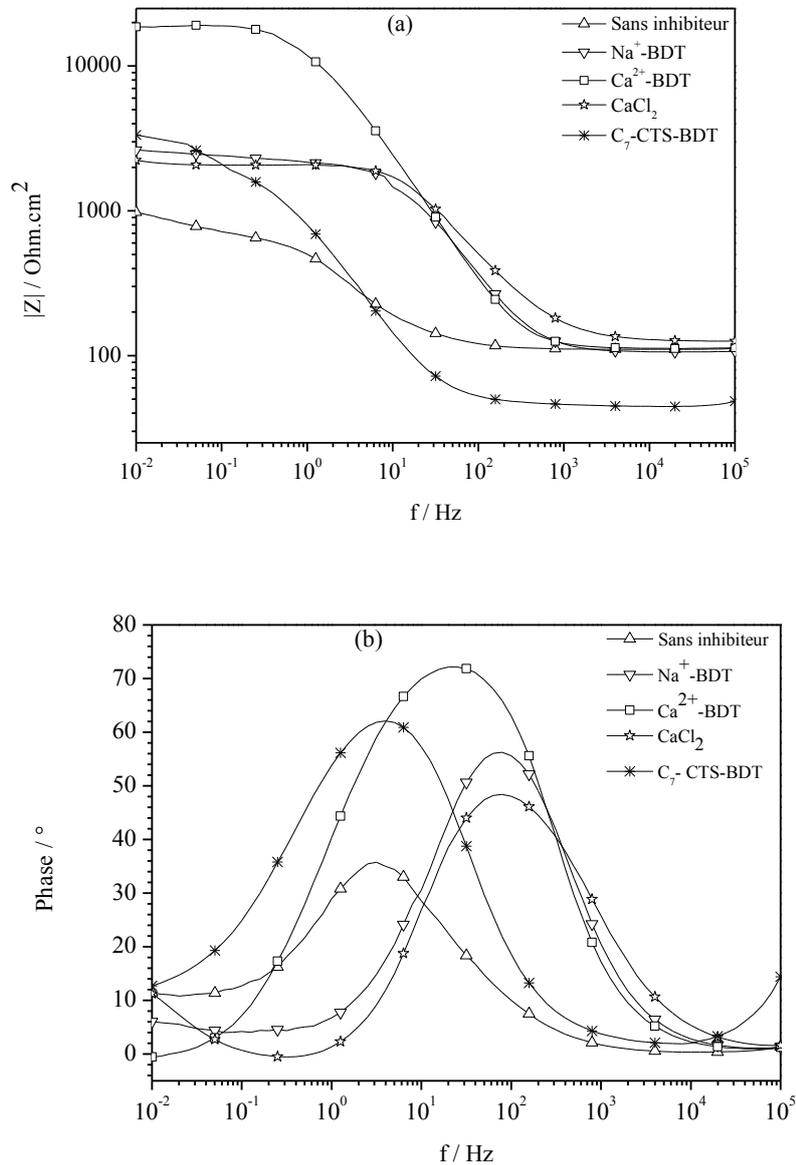 (a)
Sans inhibiteur
Na⁺-BDT
Ca²⁺-BDT
CaCl₂
C₇-CTS-BDT
|Z| / Ohm.cm²
10000
1000
100
10⁻² 10⁻¹ 10⁰ 10¹ 10² 10³ 10⁴ 10⁵
f / Hz
(b)
Sans inhibiteur
Na⁺-BDT
Ca²⁺-BDT
CaCl₂
C₇- CTS-BDT
Phase / °
80
70
60
50
40
30
20
10
0
10⁻² 10⁻¹ 10⁰ 10¹ 10² 10³ 10⁴ 10⁵
f / Hz